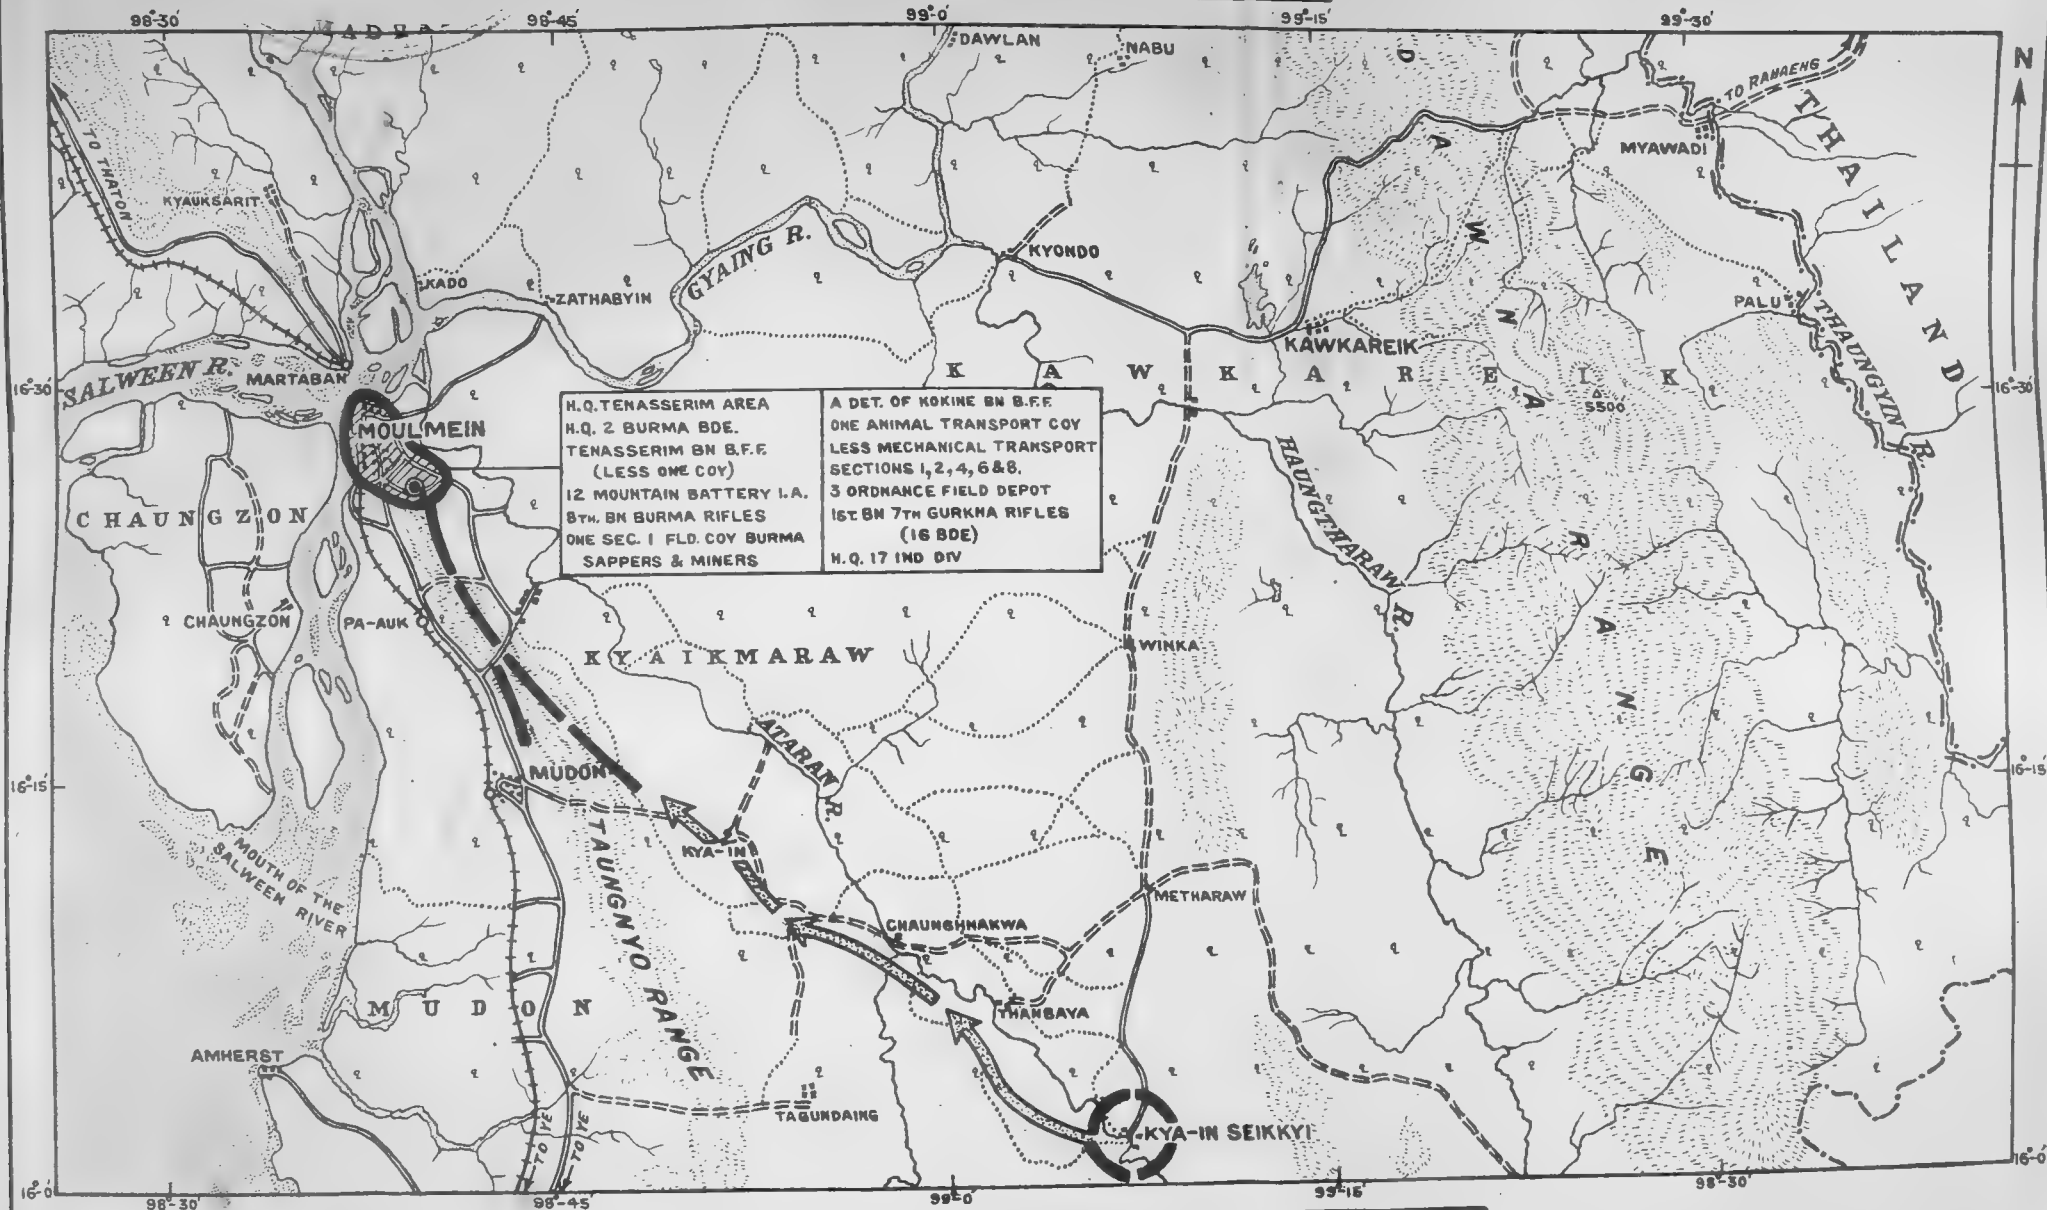 98°-30'
98°-45'
99°-0'
99°-15'
99°-30'
N
DAWLAN
NABU
TO RAHAENG
THAILAND
TO THATON
MYAWADI
KYAUKSARIT
KYONDO
GYAING R.
KADO
ZATHABYIN
PALU
THAUNGYIN R.
KAWKAREIK
SALWEEN R.
MARTABAN
16°-30'
KAWKAREIK
5500
16°-30'
DAWNA RANGE
MOULMEIN
H.Q. TENASSERIM AREA
H.Q. 2 BURMA BDE.
TENASSERIM BN B.F.F.
(LESS ONE COY)
12 MOUNTAIN BATTERY I.A.
8TH. BN BURMA RIFLES
ONE SEC. 1 FLD. COY BURMA
SAPPERS & MINERS
A DET. OF KOKINE BN B.F.F.
ONE ANIMAL TRANSPORT COY
LESS MECHANICAL TRANSPORT
SECTIONS 1, 2, 4, 6 & 8.
3 ORDNANCE FIELD DEPOT
1ST. BN 7TH GURKHA RIFLES
(16 BDE)
H.Q. 17 IND DIV
HAUNGTHARAW R.
CHAUNGZON
CHAUNGZON
PA-AUK
KYAIKMARAW
WINKA
ATARAN R.
16°-15'
MUDON
16°-15'
KYA-IN
TAUNGNYO RANGE
MOUTH OF THE
SALWEEN RIVER
METHARAW
CHAUNGHNAKWA
MUDON
THANBAYA
AMHERST
TAGUNDAING
KYA-IN SEIKKYI
TO YE
TO YE
16°-0'
16°-0'
98°-30'
98°-45'
99°-0'
99°-15'
98°-30'